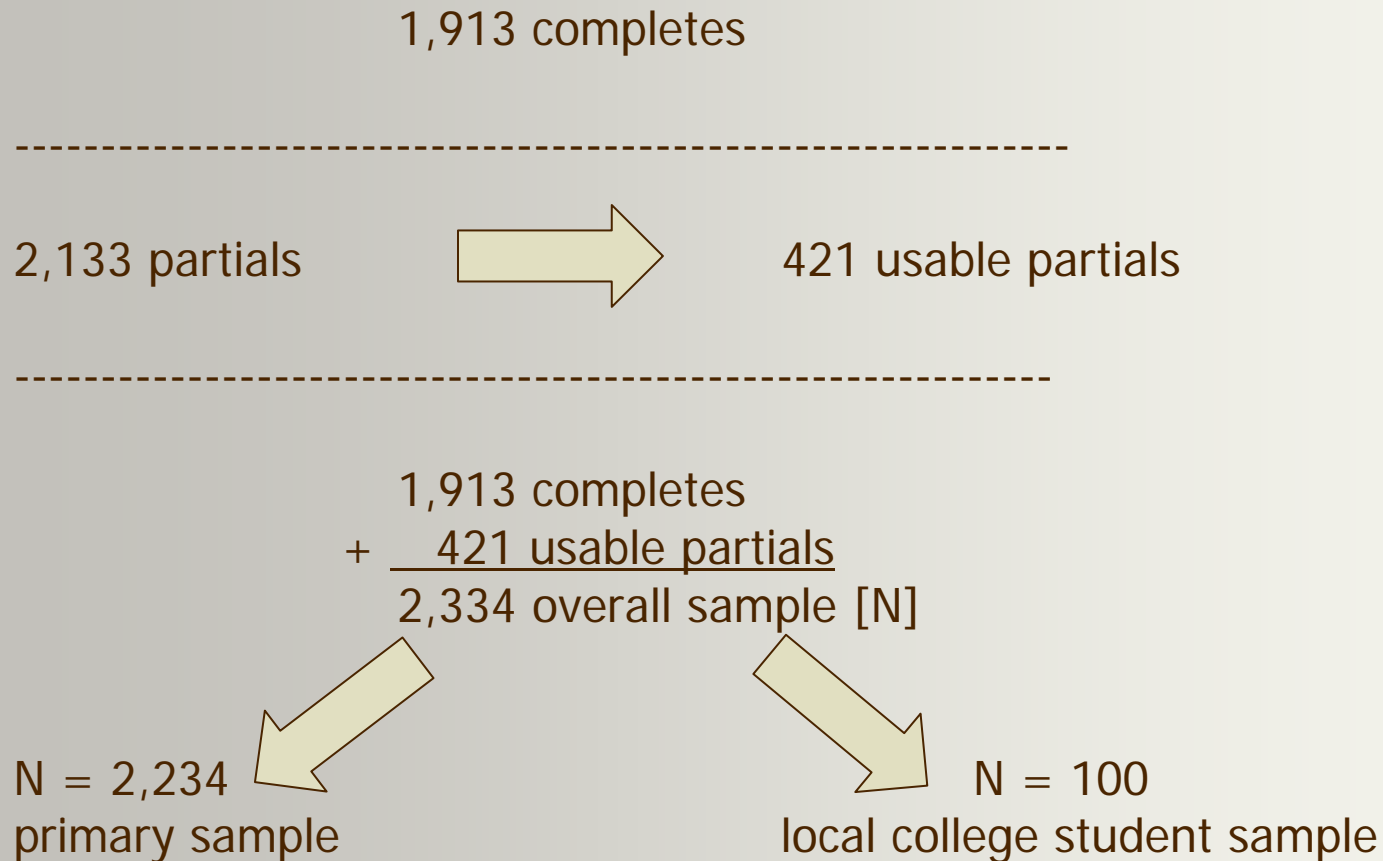 1,913 completes
-------------------------------------------------------------
2,133 partials 421 usable partials
------------------------------------------------------------
1,913 completes
+ 421 usable partials
2,334 overall sample [N]
N = 2,234 N = 100
primary sample local college student sample